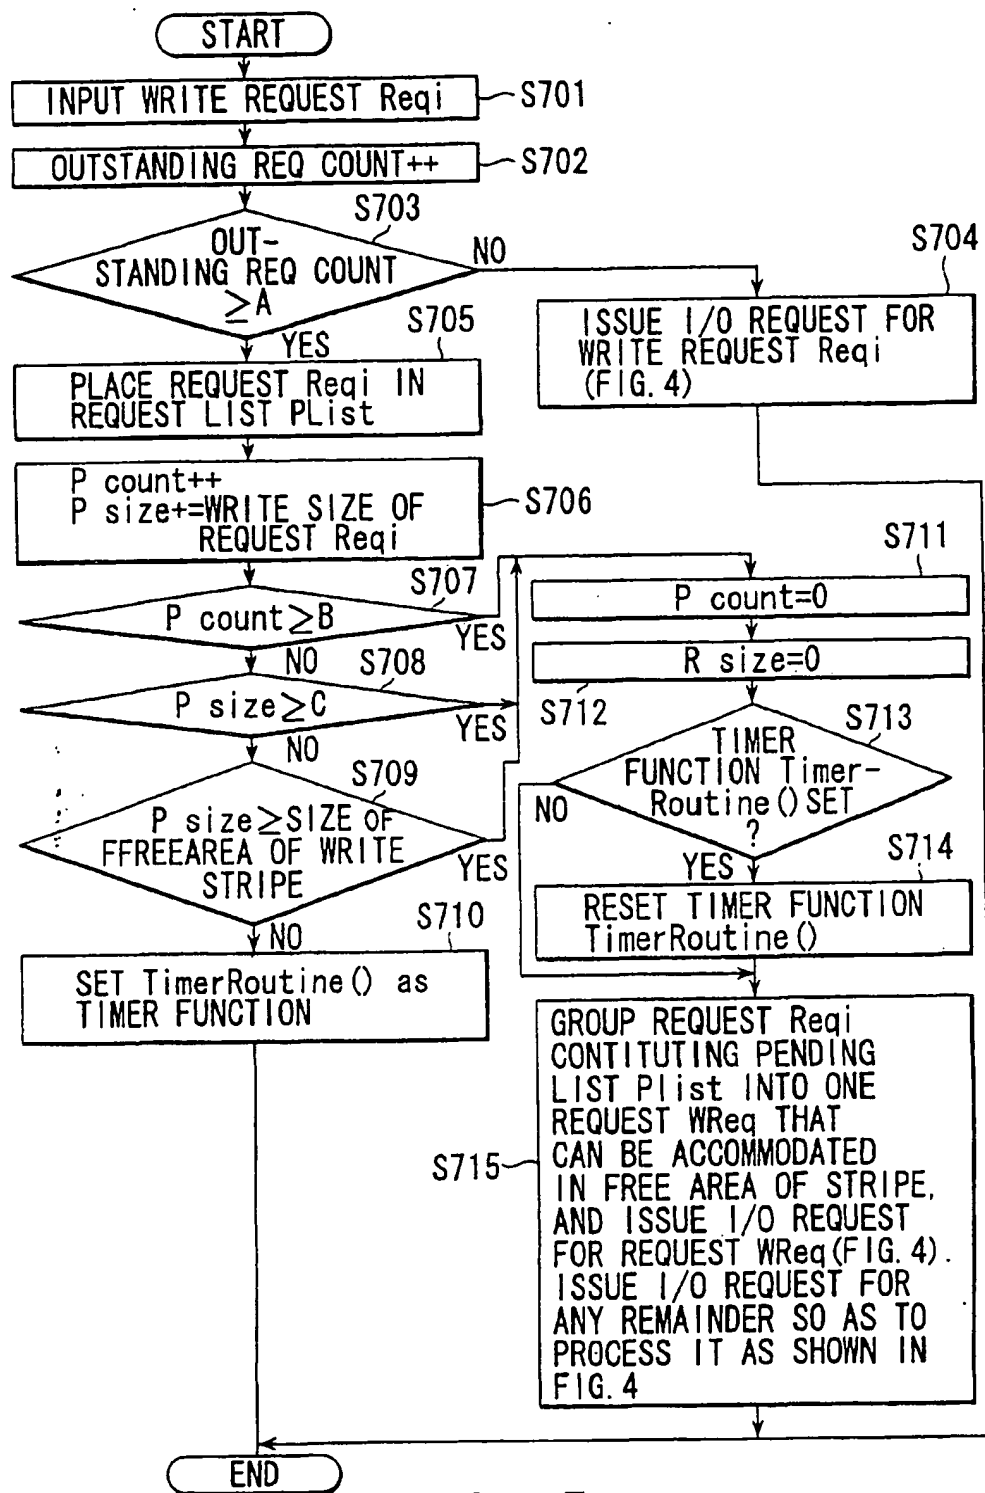 START
INPUT WRITE REQUEST Reqi
S701
OUTSTANDING REQ COUNT++
S702
S703
OUT-
STANDING REQ COUNT
≥A
NO
YES
S704
ISSUE I/O REQUEST FOR
WRITE REQUEST Reqi
(FIG. 4)
S705
PLACE REQUEST Reqi IN
REQUEST LIST PList
P count++
P size+=WRITE SIZE OF
REQUEST Reqi
S706
S707
P count≥B
YES
NO
S708
P size≥C
YES
NO
S709
P size≥SIZE OF
FFREEAREA OF WRITE
STRIPE
YES
NO
S710
SET TimerRoutine() as
TIMER FUNCTION
S711
P count=0
R size=0
S712
S713
TIMER
FUNCTION Timer-
Routine() SET
?
NO
YES
S714
RESET TIMER FUNCTION
TimerRoutine()
S715
GROUP REQUEST Reqi
CONTITUTING PENDING
LIST Plist INTO ONE
REQUEST WReq THAT
CAN BE ACCOMMODATED
IN FREE AREA OF STRIPE,
AND ISSUE I/O REQUEST
FOR REQUEST WReq(FIG. 4).
ISSUE I/O REQUEST FOR
ANY REMAINDER SO AS TO
PROCESS IT AS SHOWN IN
FIG. 4
END